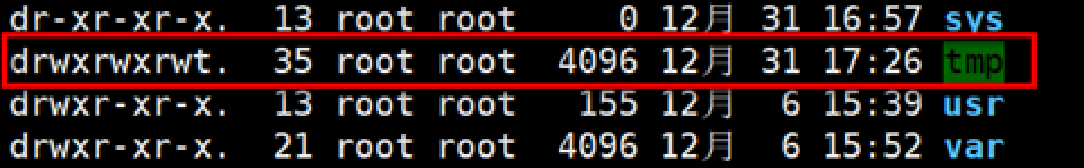 dr-xr-xr-x. 13 root root 0 12月 31 16:57 sys
drwxrwxrwt. 35 root root 4096 12月 31 17:26 tmp
drwxr-xr-x. 13 root root 155 12月 6 15:39 usr
drwxr-xr-x. 21 root root 4096 12月 6 15:52 var